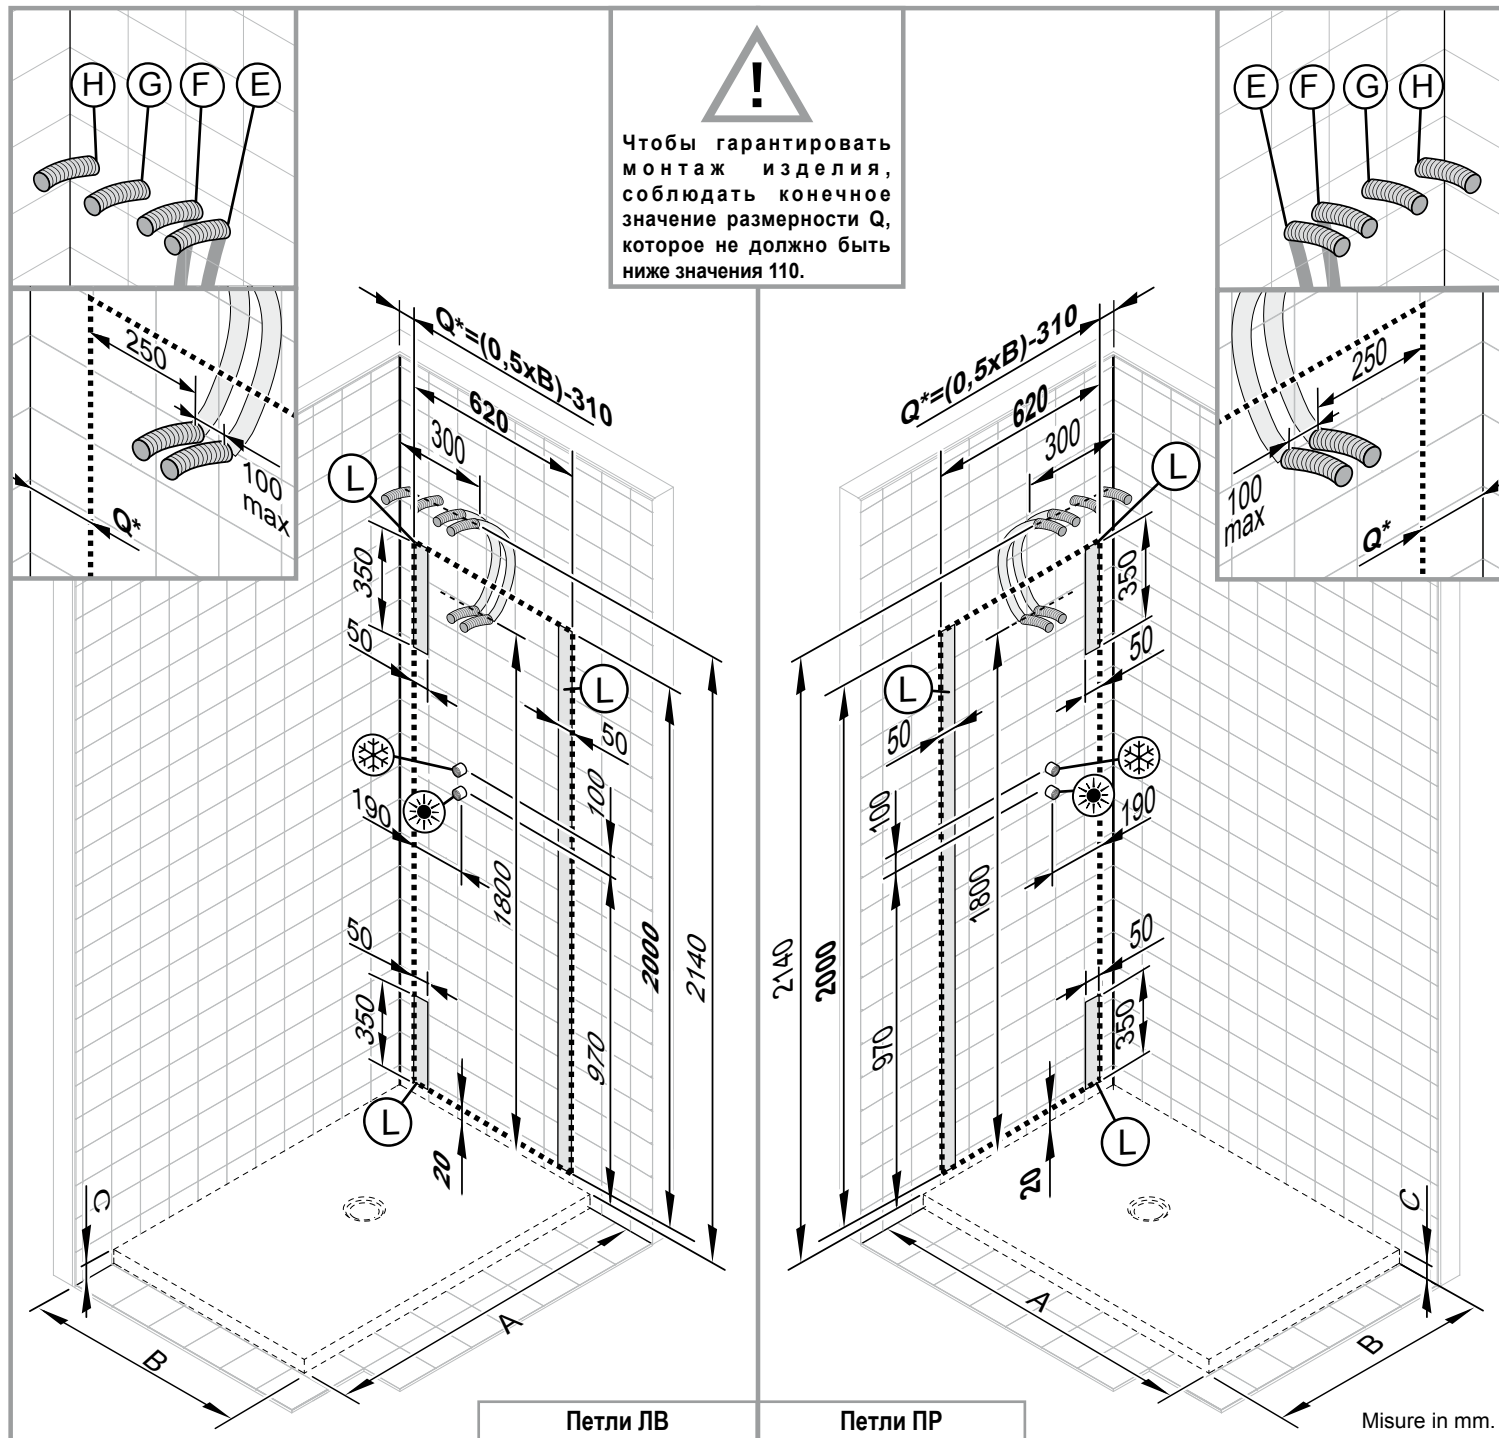 H G F E
Чтобы гарантировать
монтаж изделия,
соблюдать конечное
значение размерности Q,
которое не должно быть
ниже значения 110.
E F G H
250
100
max
Q*
250
100
max
Q*
Q*=(0,5xB)-310
620
300
L
350
50
L
50
100
190
1800
50
350
2000
2140
970
L
20
C
A
B
Q*=(0,5xB)-310
620
300
L
350
50
L
50
100
190
1800
2140
2000
970
50
350
L
20
C
A
B
Петли ЛВ
Петли ПР
Misure in mm.